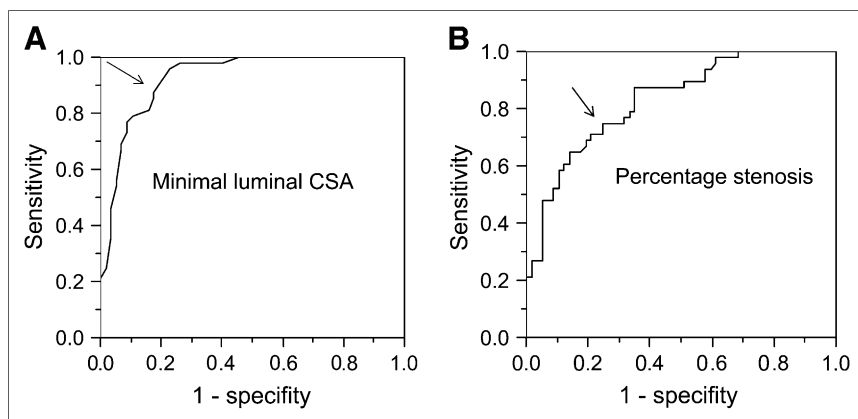 A
1.0
0.8
0.6
0.4
0.2
0.0
Sensitivity
Minimal luminal CSA
0.0 0.2 0.4 0.6 0.8 1.0
1 - specifity
B
1.0
0.8
0.6
0.4
0.2
0.0
Sensitivity
Percentage stenosis
0.0 0.2 0.4 0.6 0.8 1.0
1 - specifity